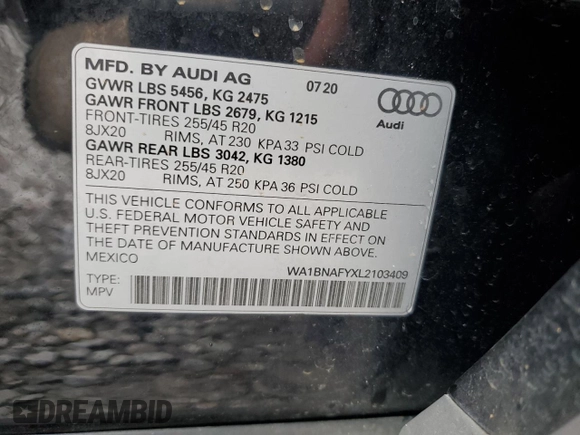 MFD. BY AUDI AG 07 20
GVWR LBS 5456, KG 2475
GAWR FRONT LBS 2679, KG 1215
FRONT-TIRES 255/45 R20
8JX20 RIMS, AT 230 KPA 33 PSI COLD
GAWR REAR LBS 3042, KG 1380
REAR-TIRES 255/45 R20
8JX20 RIMS, AT 250 KPA 36 PSI COLD
Audi
THIS VEHICLE CONFORMS TO ALL APPLICABLE
U.S. FEDERAL MOTOR VEHICLE SAFETY AND
THEFT PREVENTION STANDARDS IN EFFECT ON
THE DATE OF MANUFACTURE SHOWN ABOVE.
MEXICO
WA1BNAFYXL2103409
TYPE:
MPV
DREAMBID